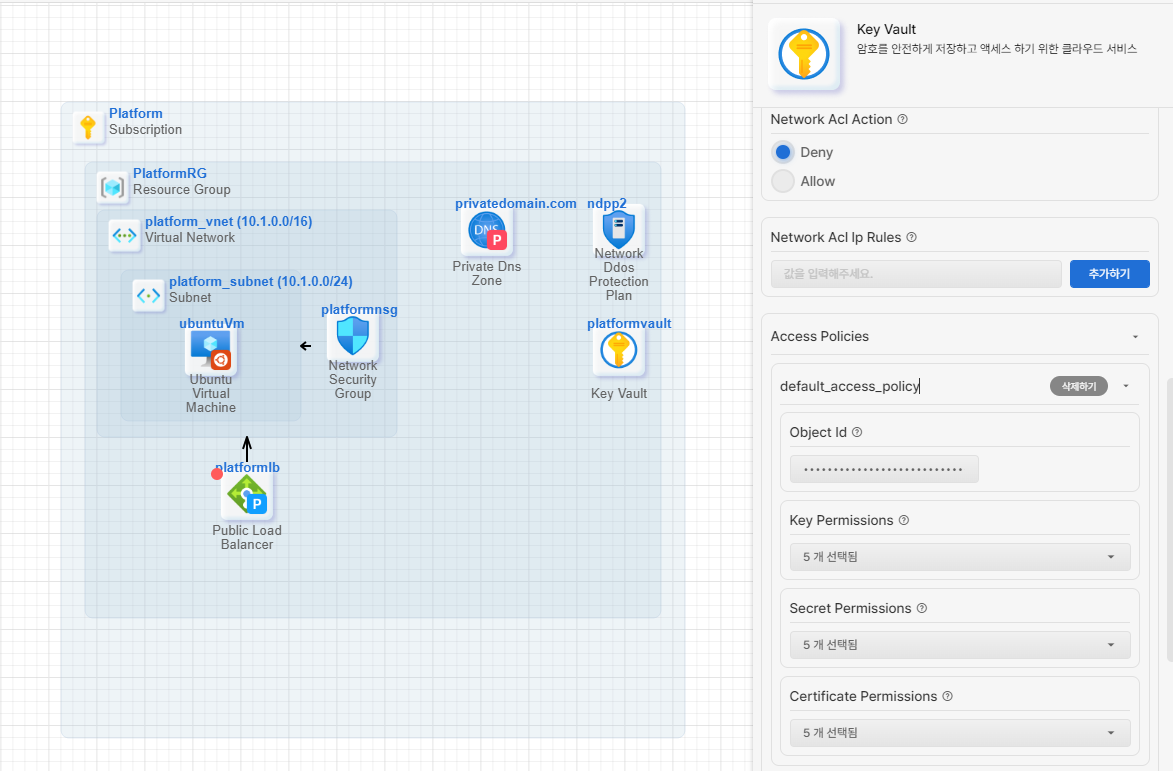 Platform
Subscription
PlatformRG
Resource Group
platform_vnet (10.1.0.0/16)
Virtual Network
platform_subnet (10.1.0.0/24)
Subnet
ubuntuVm
Ubuntu
Virtual
Machine
platformnsg
Network
Security
Group
platformlb
P
Public Load
Balancer
privatedomain.com
DNS
P
Private Dns
Zone
ndpp2
Network
Ddos
Protection
Plan
platformvault
Key Vault
Key Vault
암호를 안전하게 저장하고 액세스 하기 위한 클라우드 서비스
Network Acl Action
Deny
Allow
Network Acl Ip Rules
값을 입력해주세요.
추가하기
Access Policies
default_access_policy
삭제하기
Object Id
•••••••••••••••••••••••••••
Key Permissions
5 개 선택됨
Secret Permissions
5 개 선택됨
Certificate Permissions
5 개 선택됨